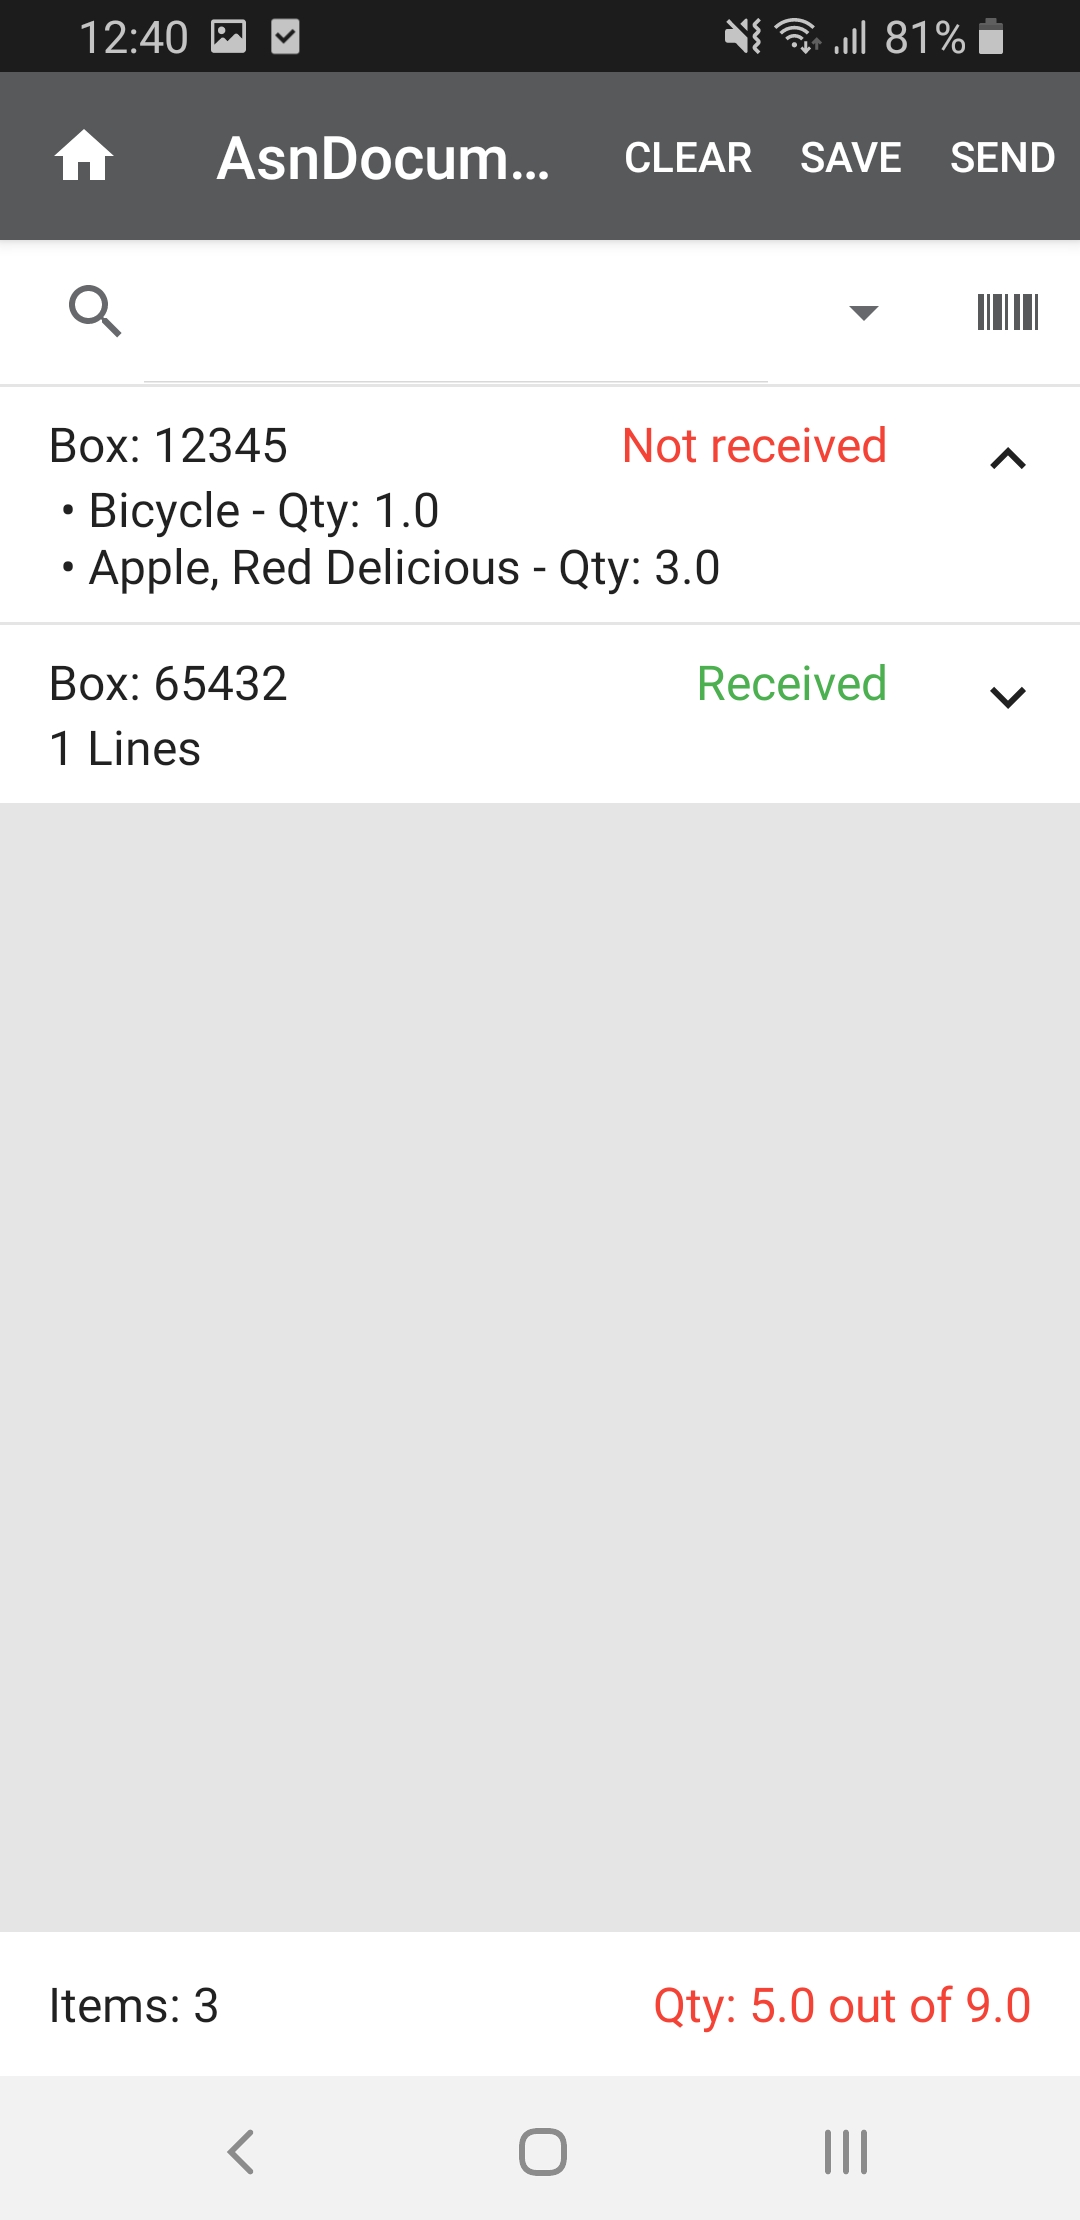 12:40 81%
AsnDocum... CLEAR SAVE SEND
Box: 12345 Not received
• Bicycle - Qty: 1.0
• Apple, Red Delicious - Qty: 3.0
Box: 65432 Received
1 Lines
Items: 3 Qty: 5.0 out of 9.0